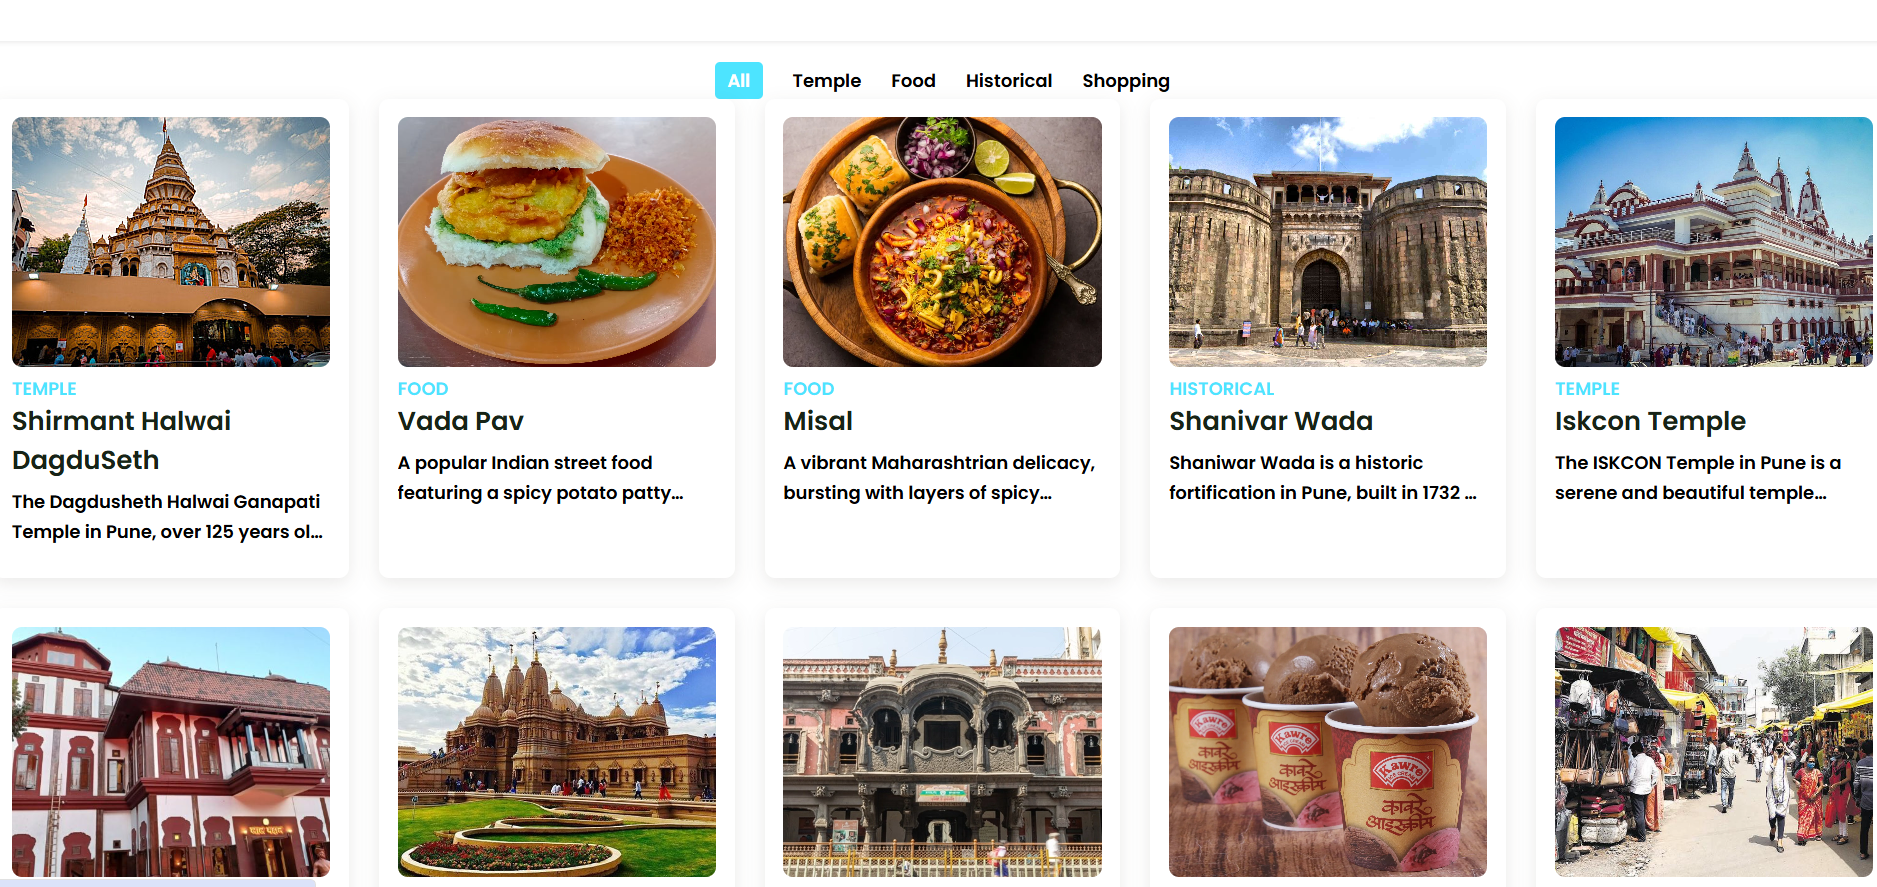 All
Temple
Food
Historical
Shopping
TEMPLE
Shirmant Halwai
DagduSeth
The Dagdusheth Halwai Ganapati
Temple in Pune, over 125 years ol...
FOOD
Vada Pav
A popular Indian street food
featuring a spicy potato patty...
FOOD
Misal
A vibrant Maharashtrian delicacy,
bursting with layers of spicy...
HISTORICAL
Shanivar Wada
Shaniwar Wada is a historic
fortification in Pune, built in 1732 ...
TEMPLE
Iskcon Temple
The ISKCON Temple in Pune is a
serene and beautiful temple...
लाल महाल
Kawre
कावरे
आइस्क्रीम
Kawre
कावरे
आइस्क्रीम
Kawre
कावरे
आइस्क्रीम